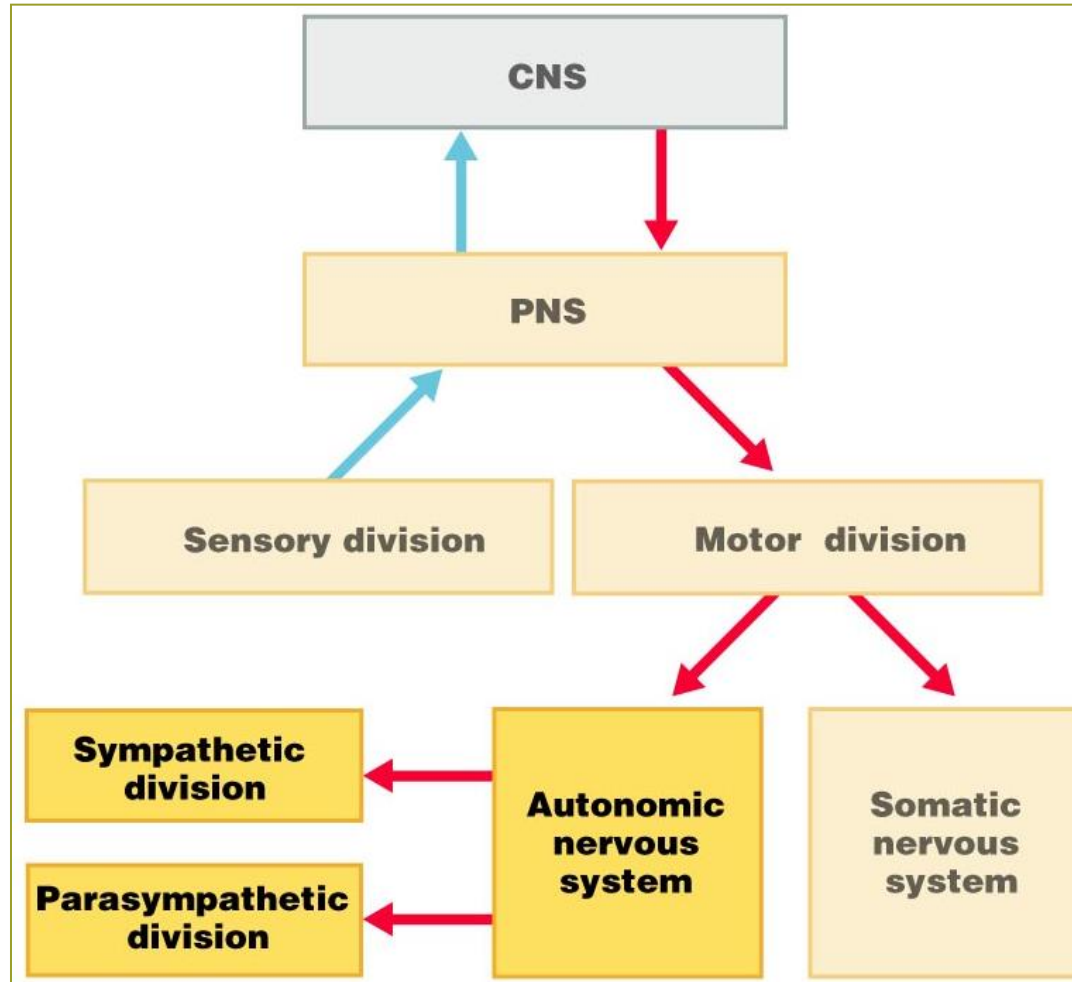 CNS
PNS
Sensory division
Motor division
Sympathetic
division
Parasympathetic
division
Autonomic
nervous
system
Somatic
nervous
system